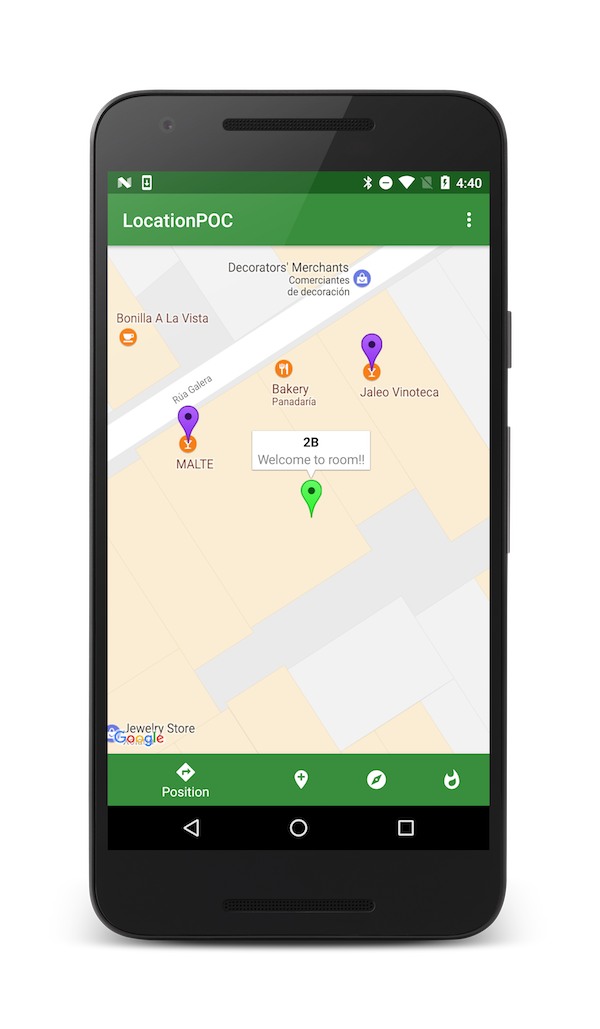 4:40
LocationPOC
Decorators' Merchants
Comerciantes
de decoración
Bonilla A La Vista
Rúa Galera
Bakery
Panadaría
Jaleo Vinoteca
MALTE
2B
Welcome to room!!
Jewelry Store
Google
Position